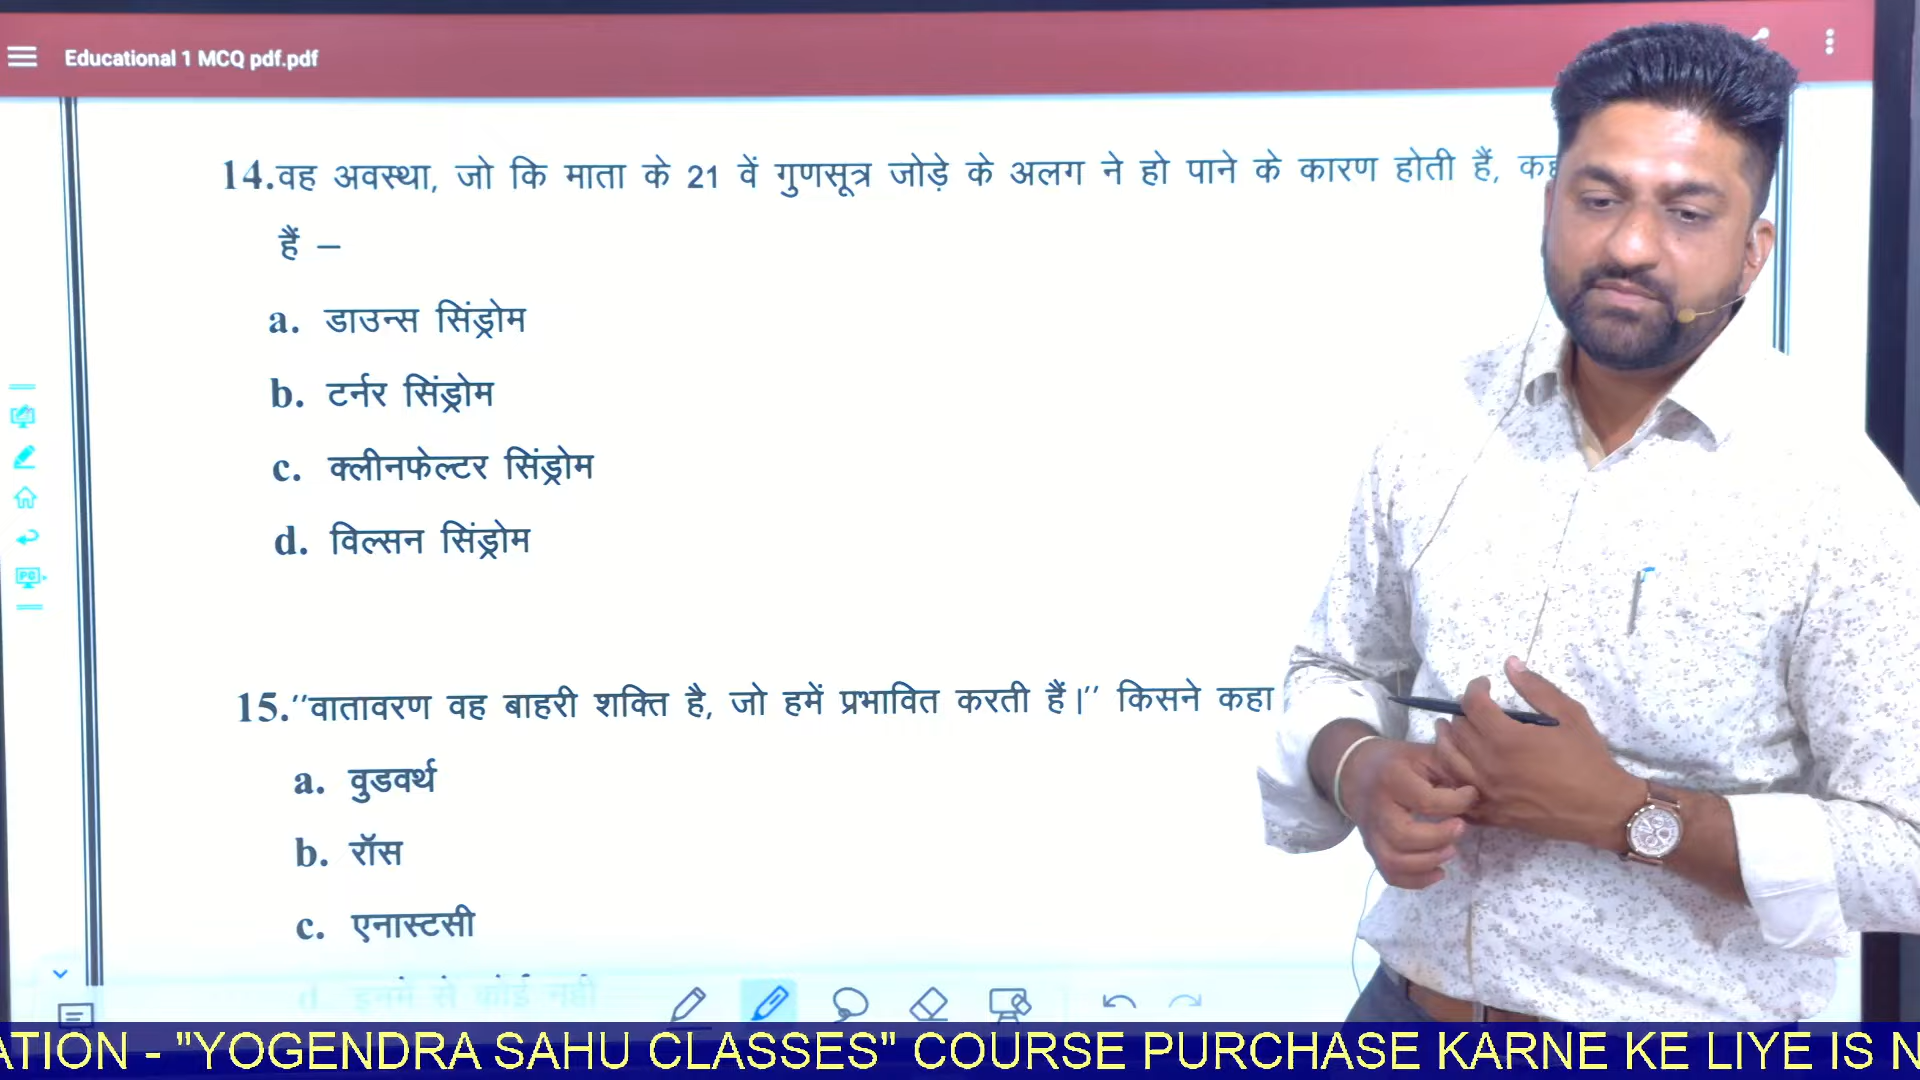 Educational 1 MCQ pdf.pdf
14.वह अवस्था, जो कि माता के 21 वें गुणसूत्र जोड़े के अलग ने हो पाने के कारण होती हैं,
हैं –
a. डाउन्स सिंड्रोम
b. टर्नर सिंड्रोम
c. क्लीनफेल्टर सिंड्रोम
d. विल्सन सिंड्रोम
15.''वातावरण वह बाहरी शक्ति है, जो हमें प्रभावित करती हैं|'' किसने कहा
a. वुडवर्थ
b. रॉस
c. एनास्टसी
d. इनमे से कोई नही
ATION - "YOGENDRA SAHU CLASSES" COURSE PURCHASE KARNE KE LIYE IS N